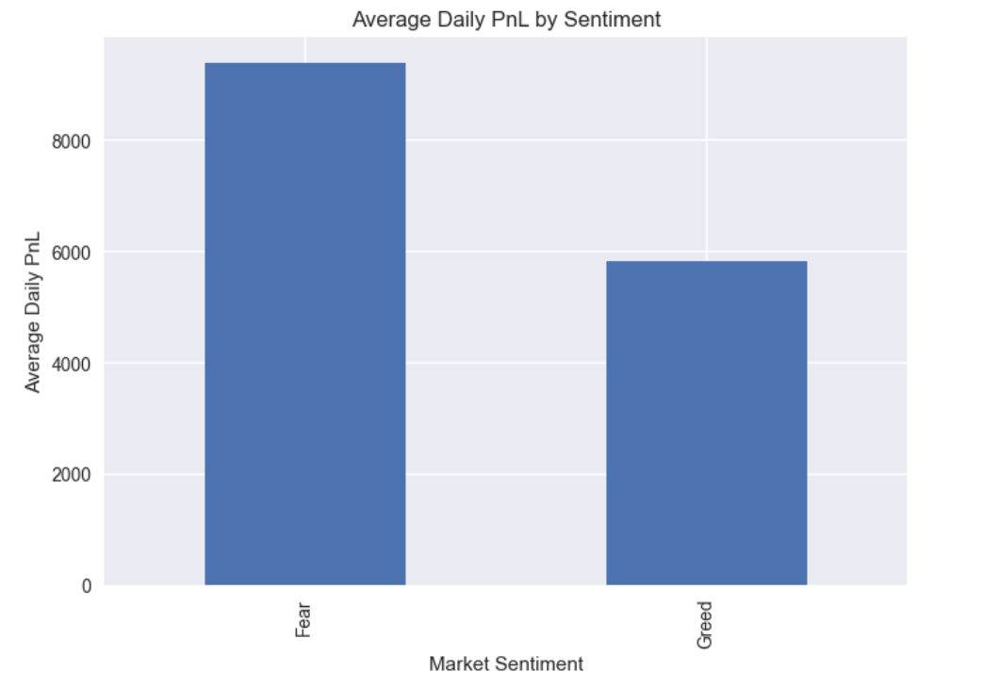 Average Daily PnL by Sentiment
Average Daily PnL
8000
6000
4000
2000
0
Fear
Greed
Market Sentiment